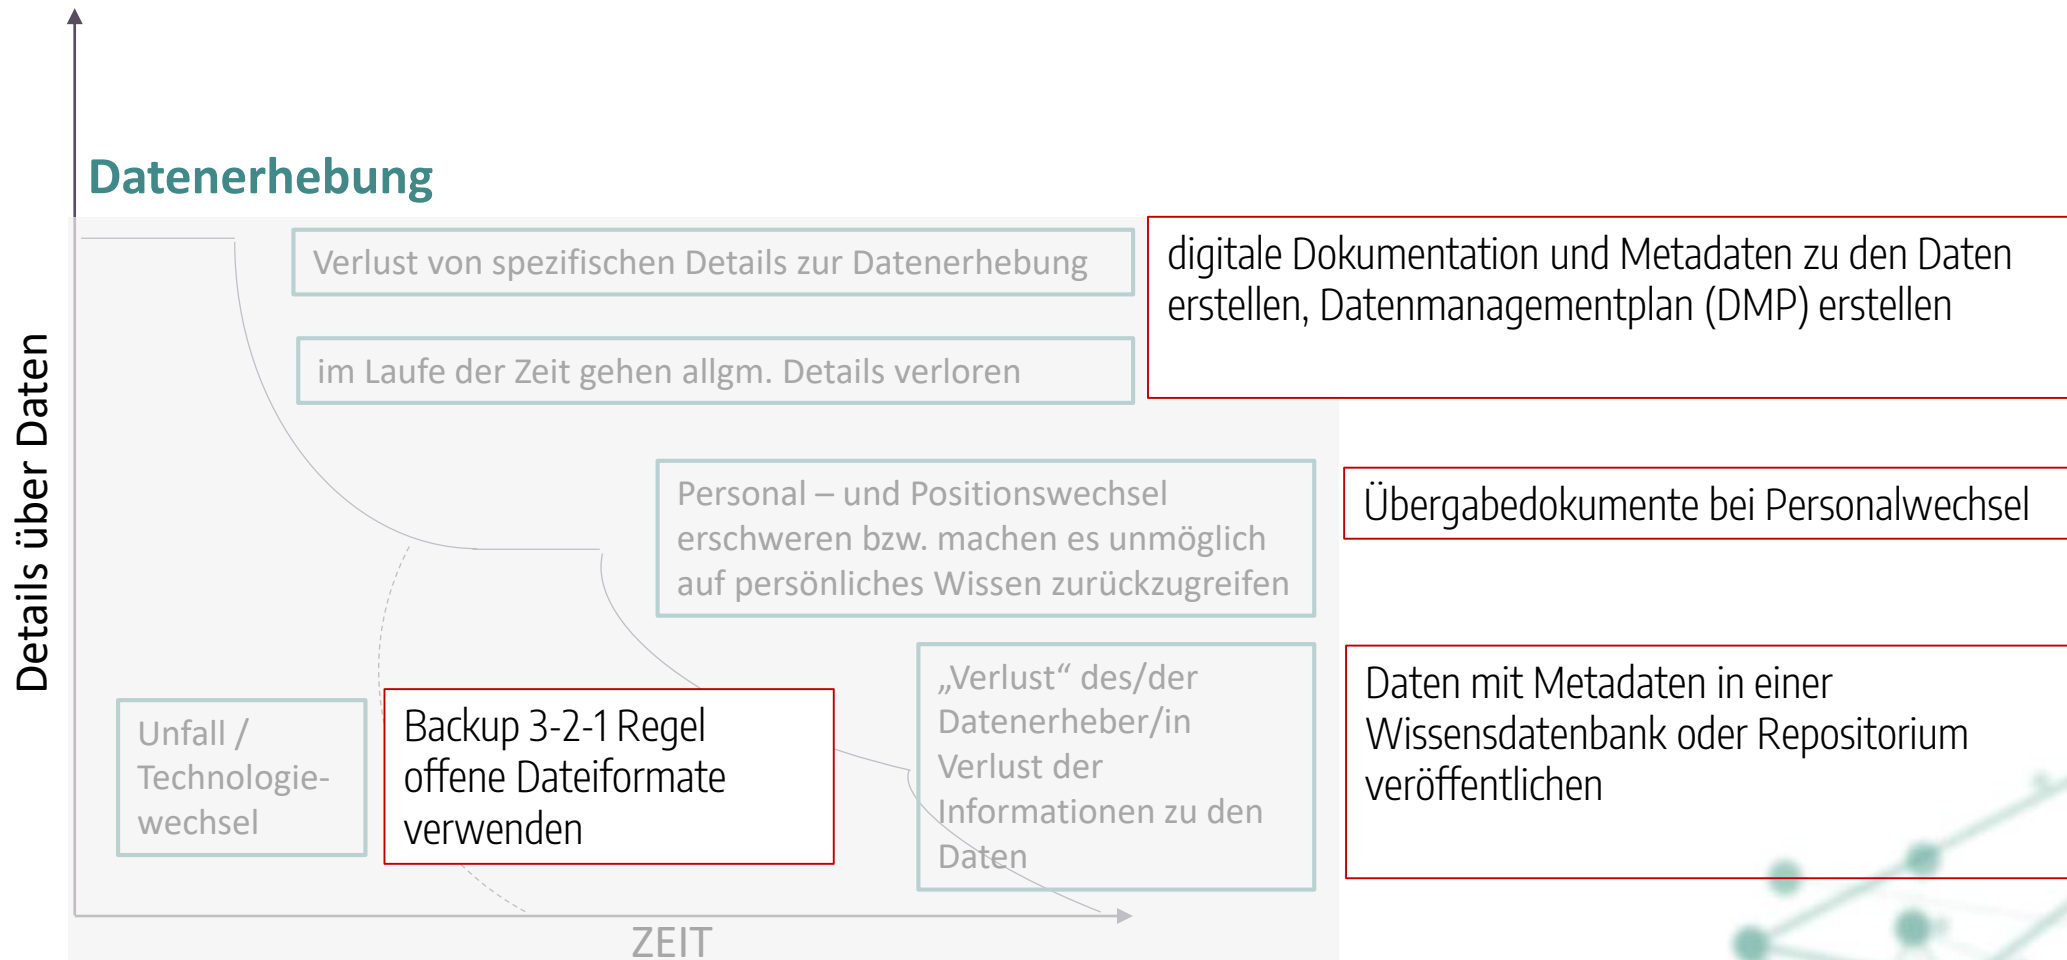 Datenerhebung
Details über Daten
Verlust von spezifischen Details zur Datenerhebung
digitale Dokumentation und Metadaten zu den Daten
erstellen, Datenmanagementplan (DMP) erstellen
im Laufe der Zeit gehen allgm. Details verloren
Personal – und Positionswechsel
erschweren bzw. machen es unmöglich
auf persönliches Wissen zurückzugreifen
Übergabedokumente bei Personalwechsel
Unfall /
Technologie-
wechsel
Backup 3-2-1 Regel
offene Dateiformate
verwenden
„Verlust“ des/der
Datenerheber/in
Verlust der
Informationen zu den
Daten
Daten mit Metadaten in einer
Wissensdatenbank oder Repositorium
veröffentlichen
ZEIT